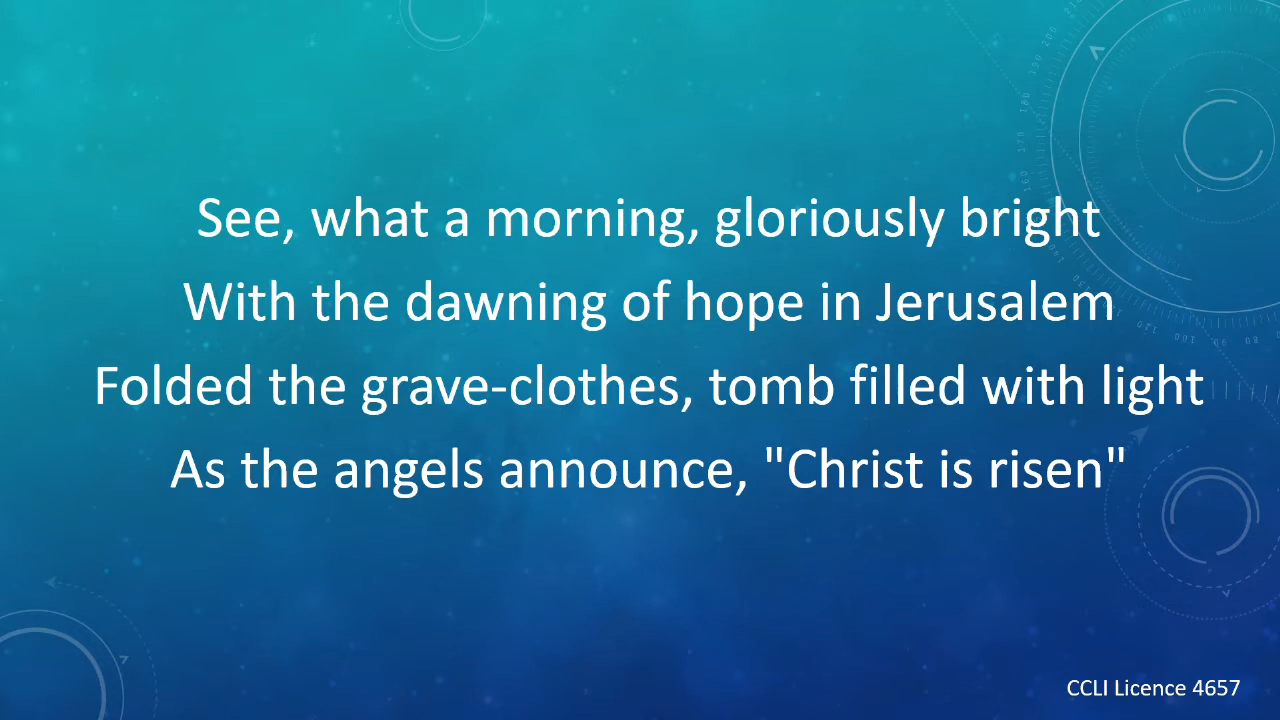 See, what a morning, gloriously bright
With the dawning of hope in Jerusalem
Folded the grave-clothes, tomb filled with light
As the angels announce, "Christ is risen"
CCLI Licence 4657